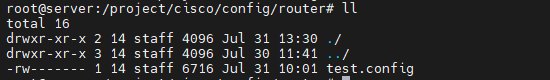 root@server:/project/cisco/config/router# ll
total 16
drwxr-xr-x 2 14 staff 4096 Jul 31 13:30 ./
drwxr-xr-x 3 14 staff 4096 Jul 30 11:41 ../
-rw------- 1 14 staff 6716 Jul 31 10:01 test.config